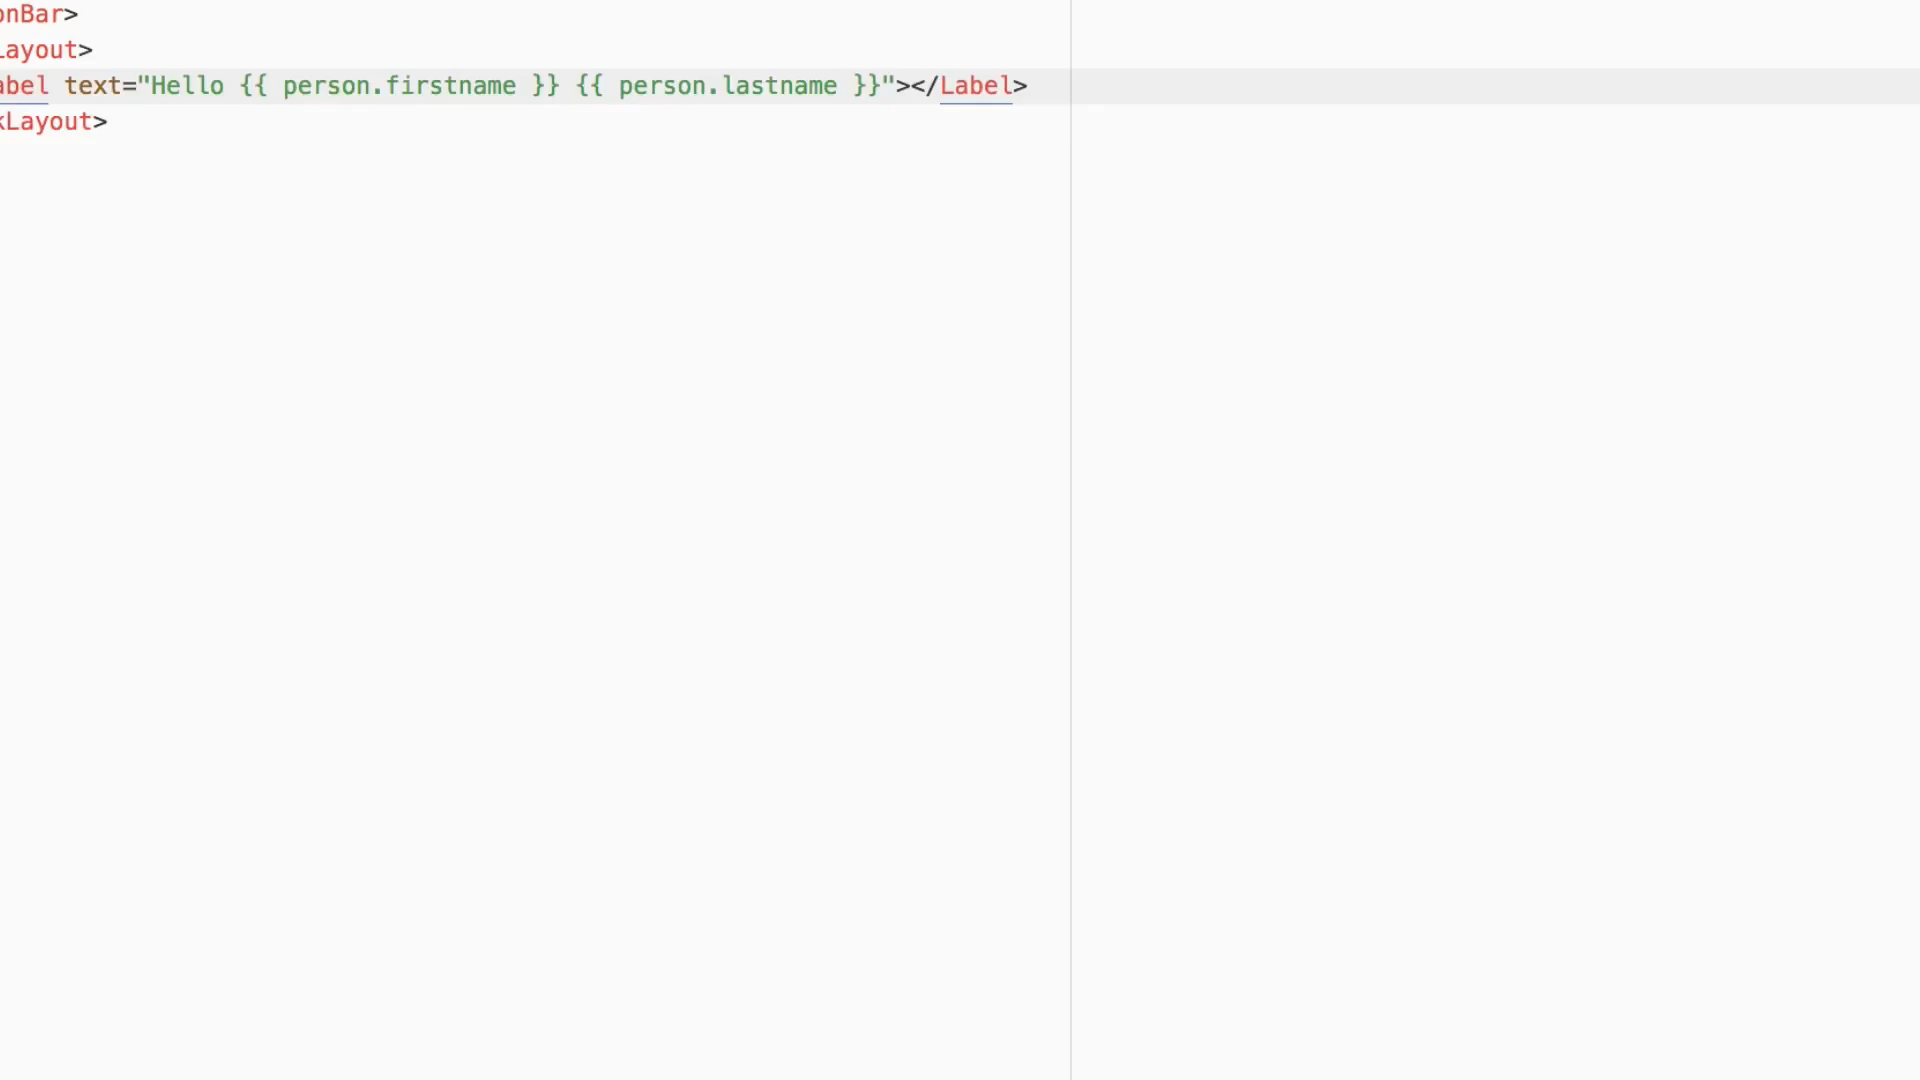 onBar>
Layout>
abel text="Hello {{ person.firstname }} {{ person.lastname }}"></Label>
kLayout>